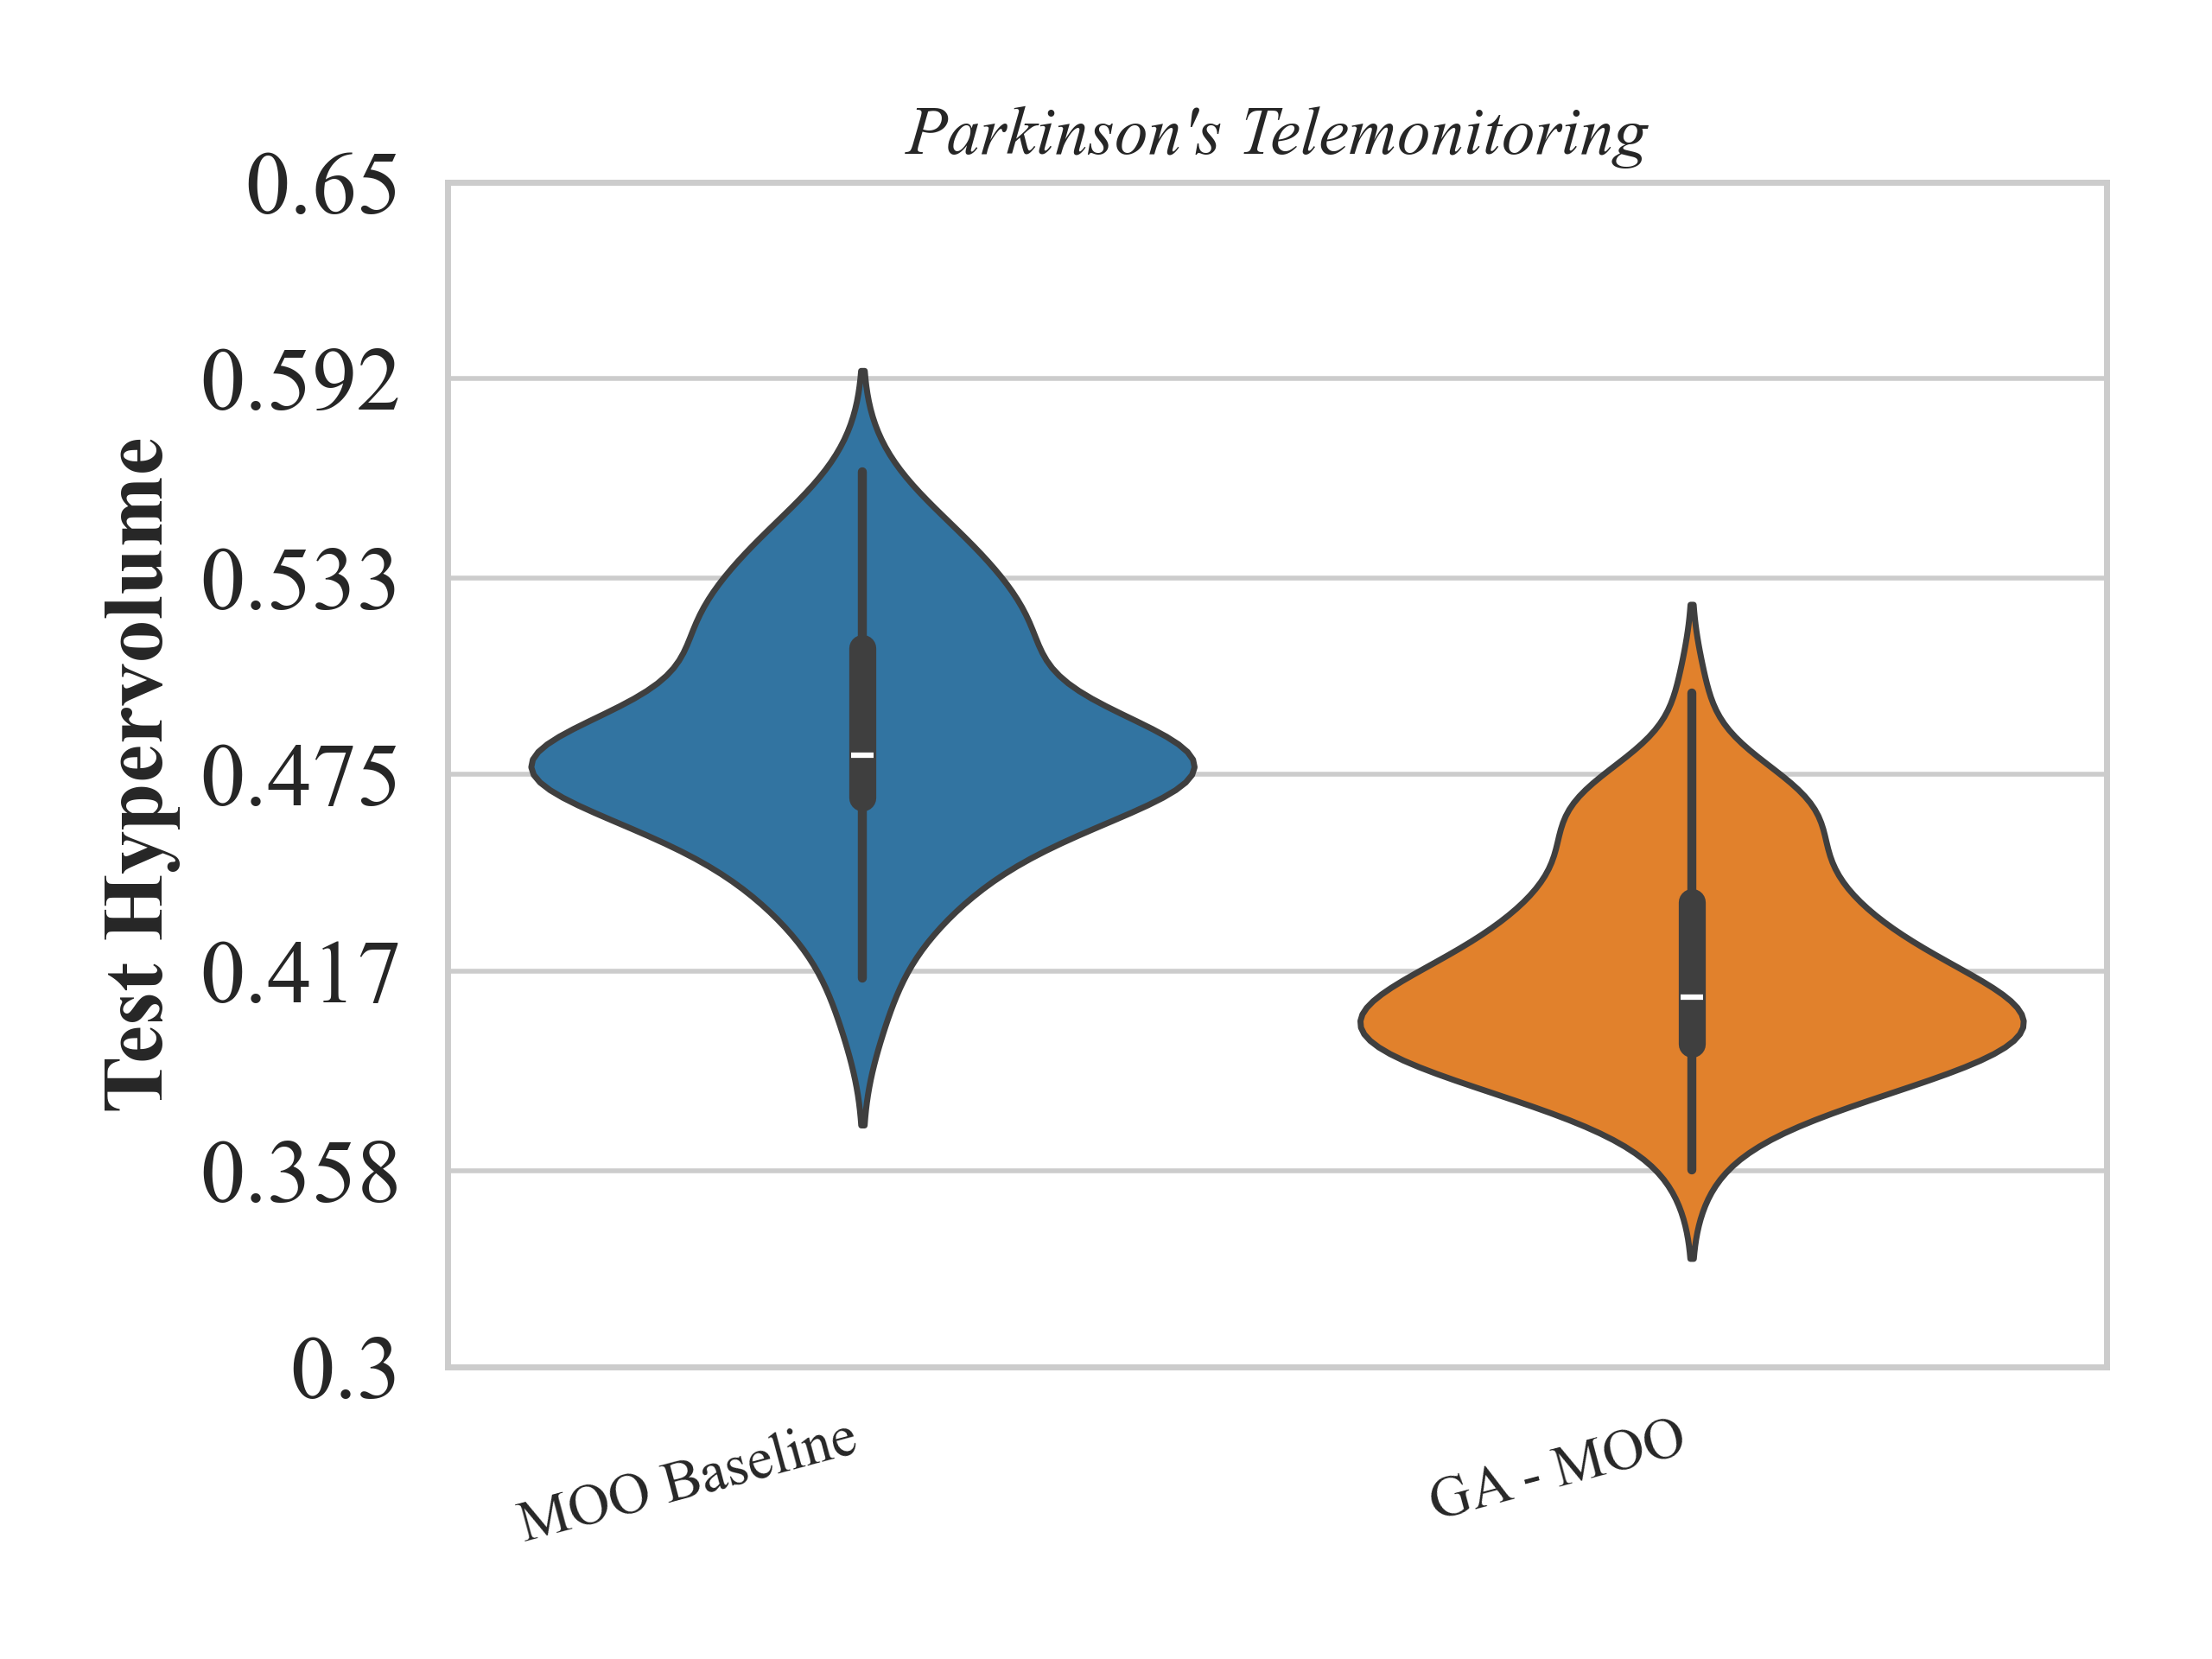 Parkinson's Telemonitoring
Test Hypervolume
0.65
0.592
0.533
0.475
0.417
0.358
0.3
MOO Baseline
GA - MOO